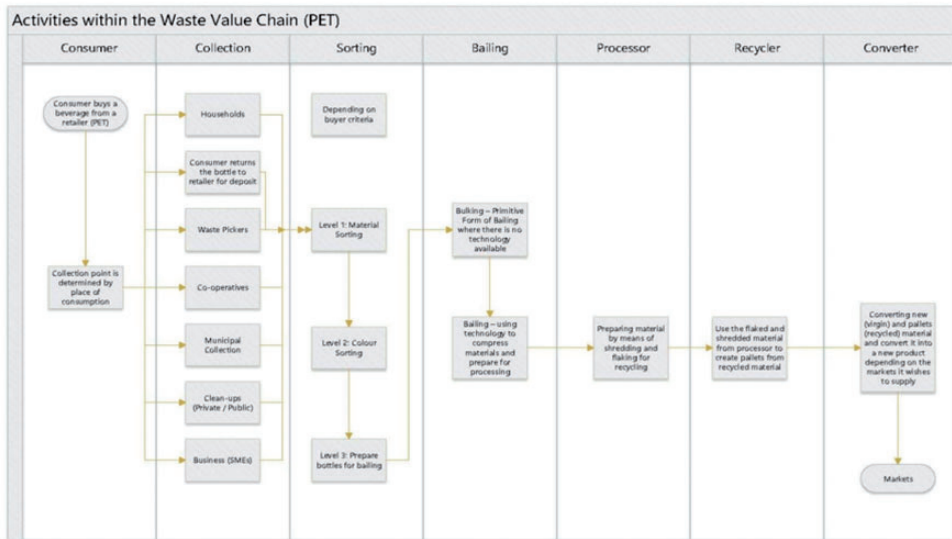 Activities within the Waste Value Chain (PET)
Consumer
Collection
Sorting
Bailing
Processor
Recycler
Converter
Consumer buys a
beverage from a
retailer (PET)
Collection point is
determined by
place of
consumption
Households
Consumer returns
the bottle to
retailer for deposit
Waste Pickers
Co-operatives
Municipal
Collection
Clean-ups
(Private / Public)
Business (SMEs)
Depending on
buyer criteria
Level 1: Material
Sorting
Level 2: Colour
Sorting
Level 3: Prepare
bottles for bailing
Bulking – Primitive
Form of Bailing
where there is no
technology
available
Bailing – using
technology to
compress
materials and
prepare for
processing
Preparing material
by means of
shredding and
flaking for
recycling
Use the flaked and
shredded material
from processor to
create pallets from
recycled material
Converting new
(virgin) and pallets
(recycled) material
and convert it into
a new product
depending on the
markets it wishes
to supply
Markets